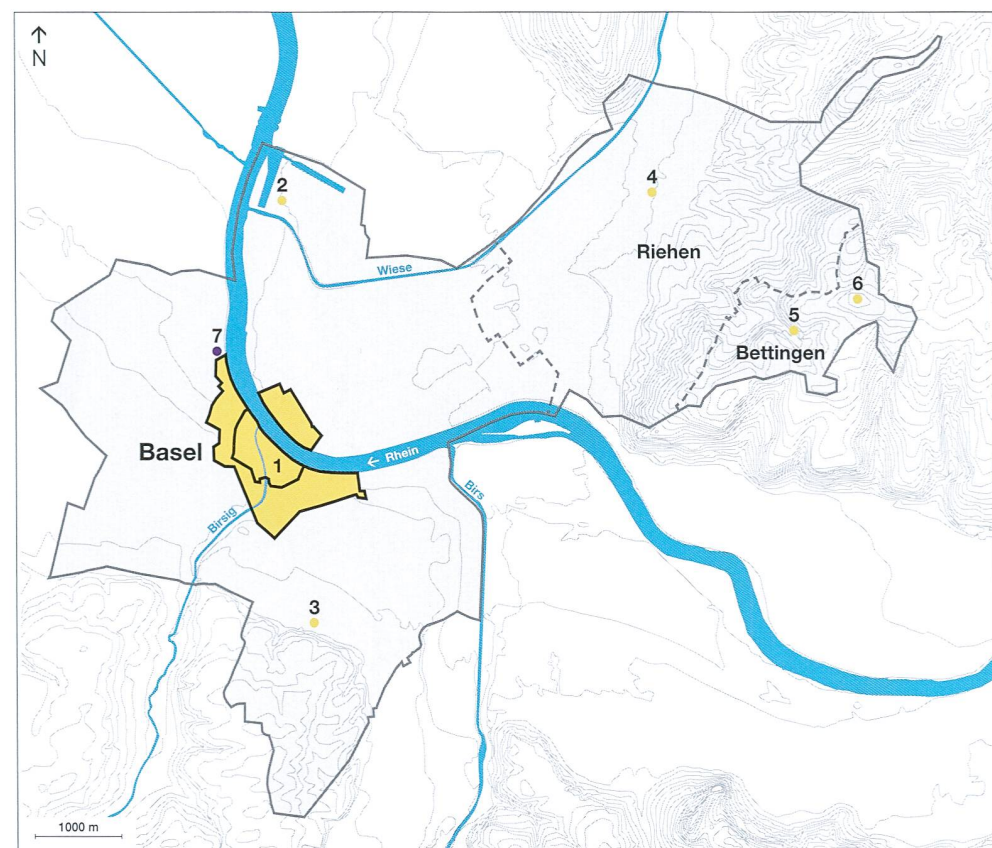 N
2
4
Riehen
Wiese
6
5
7
Bettingen
Basel
1
← Rhein
Birs
Birsig
3
1000 m